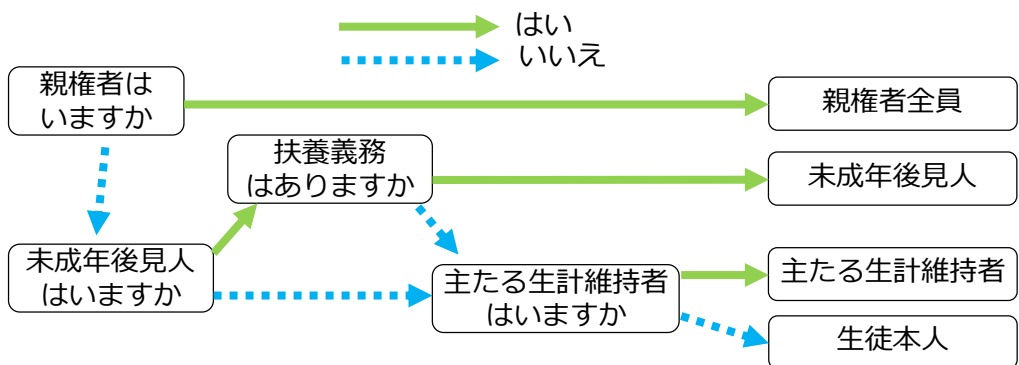 はい
いいえ
親権者は
いますか
親権者全員
扶養義務
はありますか
未成年後見人
未成年後見人
はいますか
主たる生計維持者
はいますか
主たる生計維持者
生徒本人